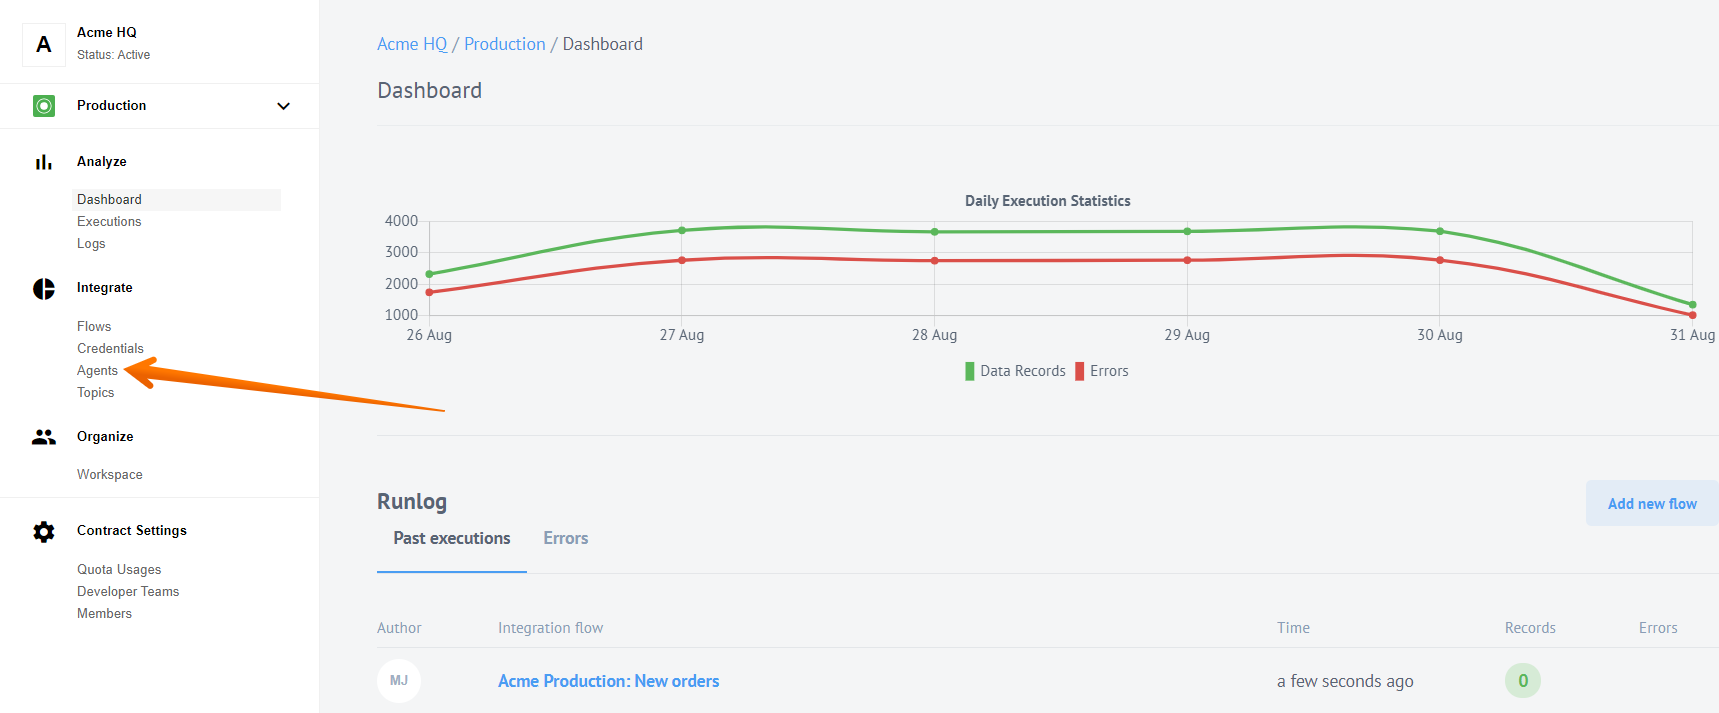 A
Acme HQ
Status: Active
Production
Analyze
Dashboard
Executions
Logs
Integrate
Flows
Credentials
Agents
Topics
Organize
Workspace
Contract Settings
Quota Usages
Developer Teams
Members
Acme HQ / Production / Dashboard
Dashboard
Daily Execution Statistics
4000
3000
2000
1000
26 Aug 27 Aug 28 Aug 29 Aug 30 Aug 31 Aug
Data Records Errors
Runlog
Add new flow
Past executions Errors
Author Integration flow Time Records Errors
MJ Acme Production: New orders a few seconds ago 0